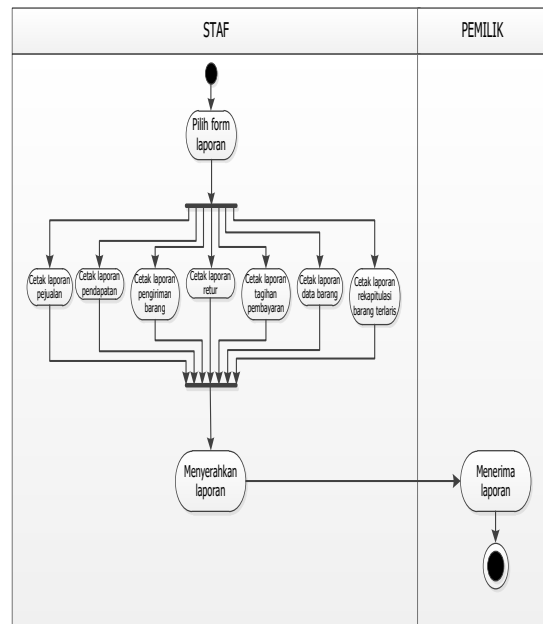 STAF
PEMILIK
Pilih form
laporan
Cetak laporan
pejualan
Cetak laporan
pendapatan
Cetak laporan
pengiriman
barang
Cetak laporan
retur
Cetak laporan
tagihan
pembayaran
Cetak laporan
data barang
Cetak laporan
rekapitulasi
barang terlaris
Menyerahkan
laporan
Menerima
laporan